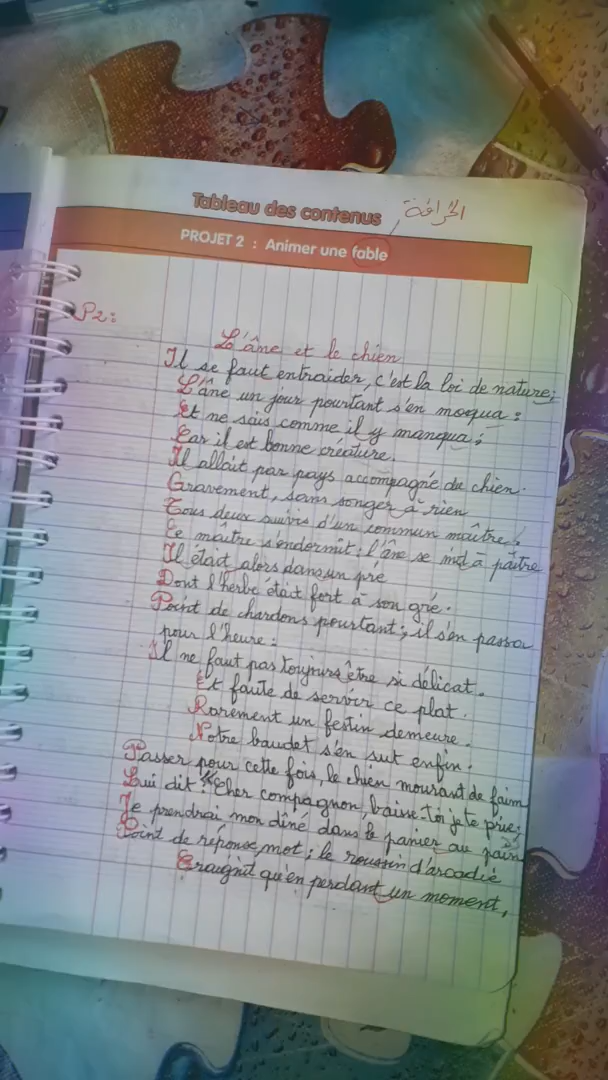 Tableau des contenus الخرافة
PROJET 2 : Animer une fable
P2:
L'âne et le chien
Il se faut entraider, c'est la loi de nature;
L'âne un jour pourtant s'en moqua :
Et ne sais comme il y manqua;
Car il est bonne créature.
Il allait par pays accompagné du chien.
Gravement, sans songer à rien
Tous deux suivis d'un commun maître.
Ce maître s'endormit; l'âne se mit à paître
Il était alors dans un pré
Dont l'herbe était fort à son gré.
Point de chardons pourtant; il s'en passa
pour l'heure :
Il ne faut pas toujours être si délicat.
Et faute de servir ce plat.
Rarement un festin demeure.
Notre baudet s'en sut enfin.
Passer pour cette fois, le chien mourant de faim
Lui dit : "Cher compagnon, baisse-toi je te prie;
Je prendrai mon dîné dans le panier au pain
Point de réponse, mot; le roussin d'arcadie
Craignit qu'en perdant un moment,